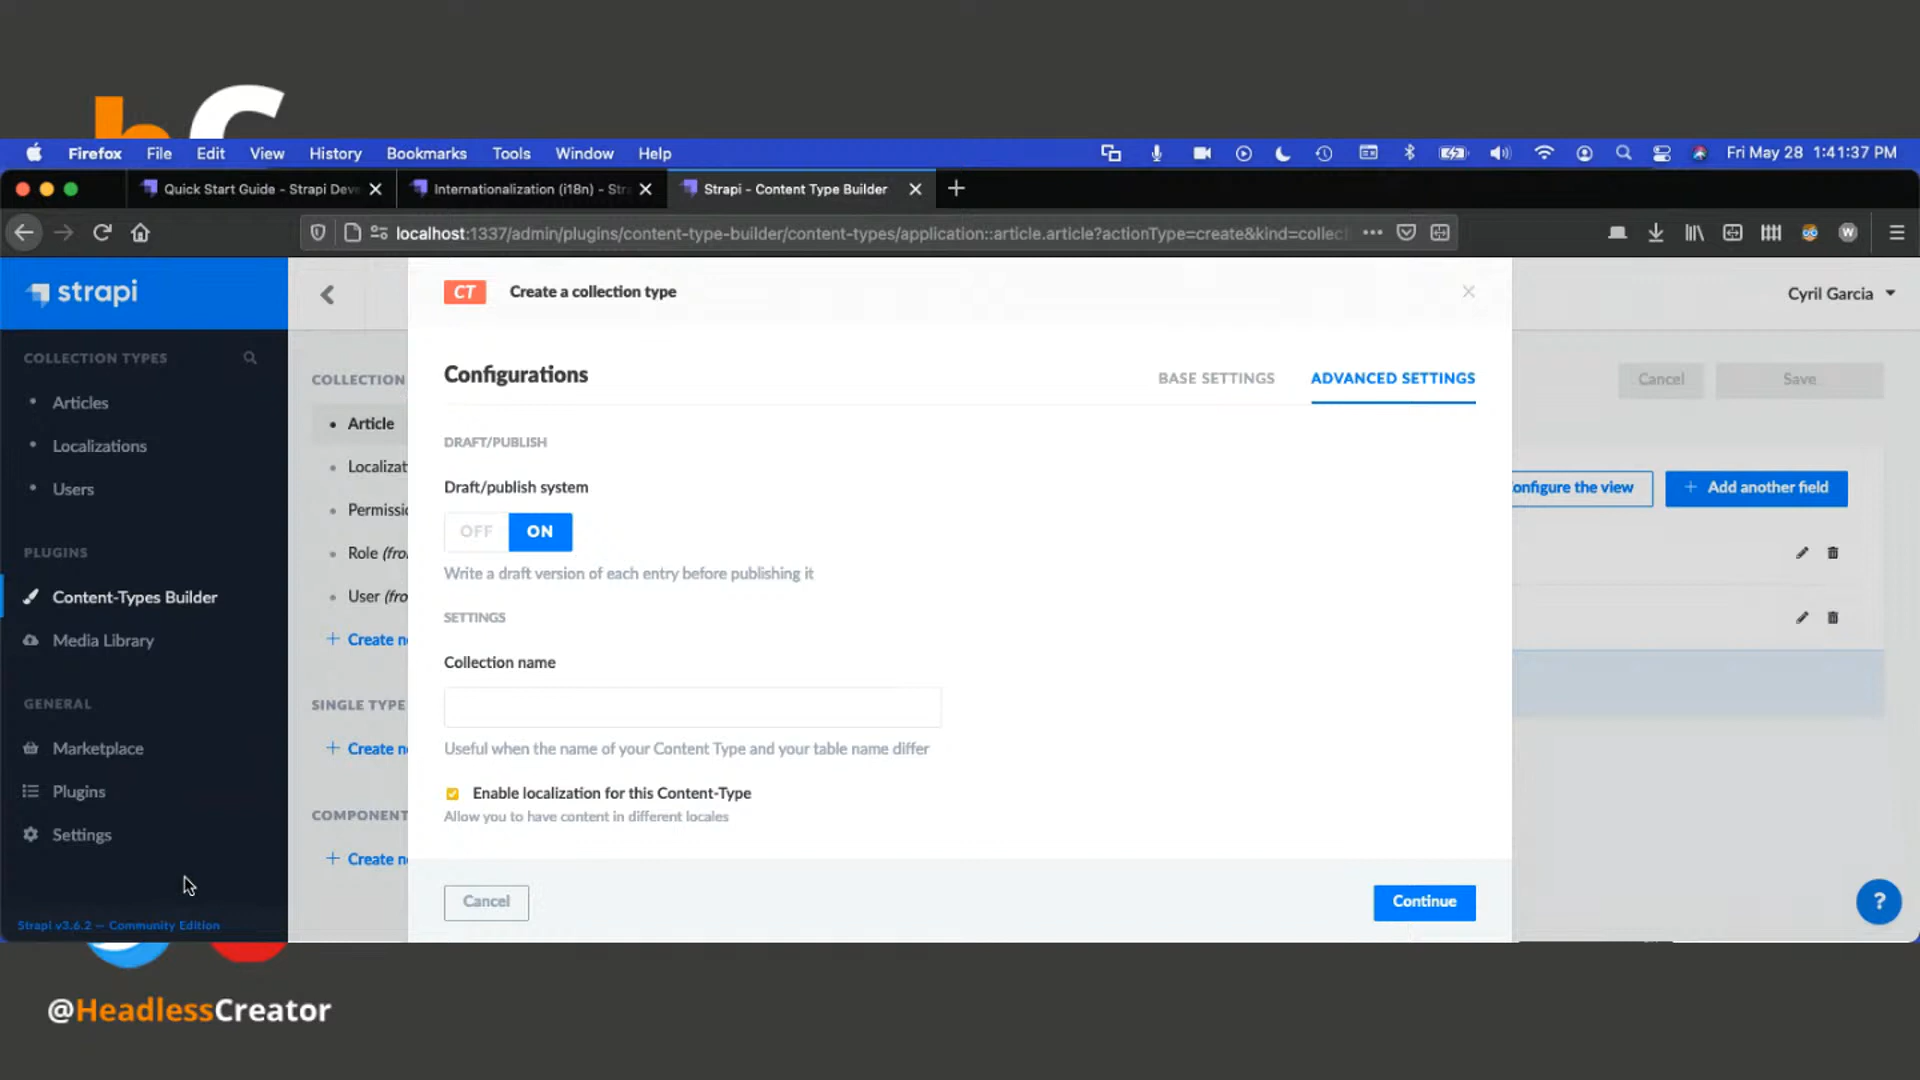 hC
Firefox File Edit View History Bookmarks Tools Window Help Fri May 28 1:41:37 PM
Quick Start Guide - Strapi Deve
Internationalization (i18n) - Stra
Strapi - Content Type Builder
localhost:1337/admin/plugins/content-type-builder/content-types/application::article.article?actionType=create&kind=collec
W
strapi
CT Create a collection type
Cyril Garcia
COLLECTION TYPES
Articles
Localizations
Users
PLUGINS
Content-Types Builder
Media Library
GENERAL
Marketplace
Plugins
Settings
Strapi v3.6.2 — Community Edition
COLLECTION
Article
Localizat
Permissio
Role (fro
User (fro
+ Create n
SINGLE TYPE
+ Create n
COMPONENT
+ Create n
Configurations
BASE SETTINGS
ADVANCED SETTINGS
DRAFT/PUBLISH
Draft/publish system
OFF ON
Write a draft version of each entry before publishing it
SETTINGS
Collection name
Useful when the name of your Content Type and your table name differ
Enable localization for this Content-Type
Allow you to have content in different locales
Cancel
Continue
Cancel
Save
onfigure the view
+ Add another field
?
@HeadlessCreator